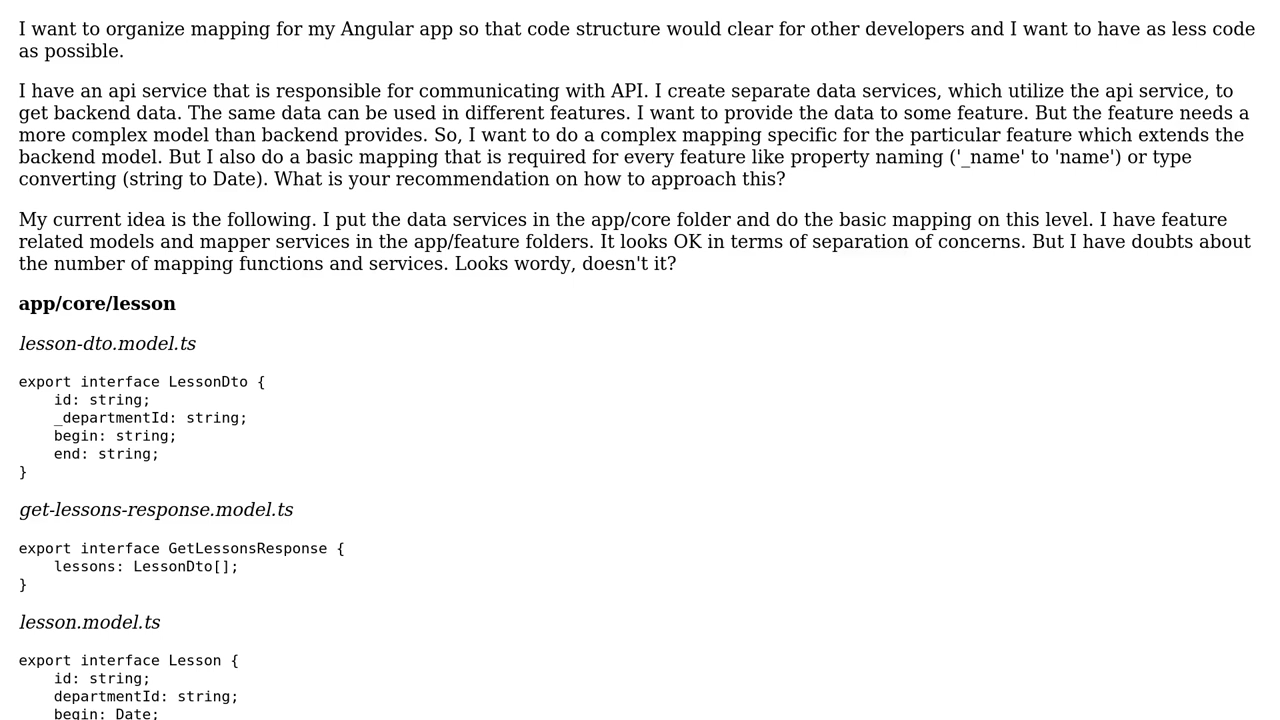 I want to organize mapping for my Angular app so that code structure would clear for other developers and I want to have as less code
as possible.
I have an api service that is responsible for communicating with API. I create separate data services, which utilize the api service, to
get backend data. The same data can be used in different features. I want to provide the data to some feature. But the feature needs a
more complex model than backend provides. So, I want to do a complex mapping specific for the particular feature which extends the
backend model. But I also do a basic mapping that is required for every feature like property naming ('_name' to 'name') or type
converting (string to Date). What is your recommendation on how to approach this?
My current idea is the following. I put the data services in the app/core folder and do the basic mapping on this level. I have feature
related models and mapper services in the app/feature folders. It looks OK in terms of separation of concerns. But I have doubts about
the number of mapping functions and services. Looks wordy, doesn't it?
app/core/lesson
lesson-dto.model.ts
export interface LessonDto {
    id: string;
    _departmentId: string;
    begin: string;
    end: string;
}
get-lessons-response.model.ts
export interface GetLessonsResponse {
    lessons: LessonDto[];
}
lesson.model.ts
export interface Lesson {
    id: string;
    departmentId: string;
    begin: Date;